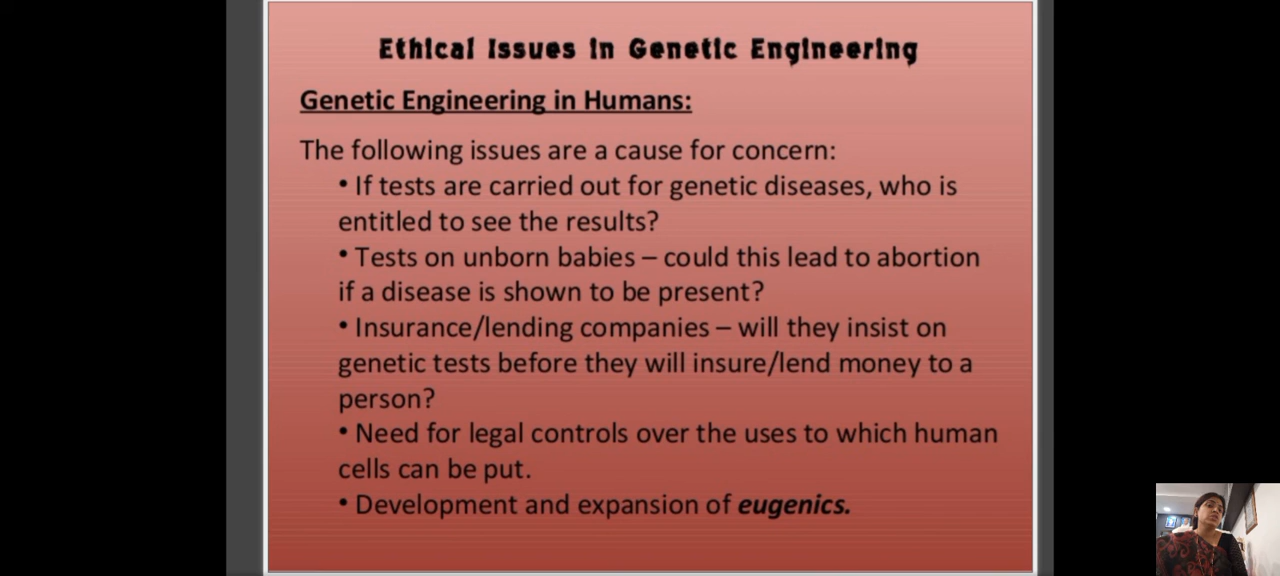 Ethical Issues in Genetic Engineering
Genetic Engineering in Humans:
The following issues are a cause for concern:
• If tests are carried out for genetic diseases, who is
entitled to see the results?
• Tests on unborn babies – could this lead to abortion
if a disease is shown to be present?
• Insurance/lending companies – will they insist on
genetic tests before they will insure/lend money to a
person?
• Need for legal controls over the uses to which human
cells can be put.
• Development and expansion of eugenics.